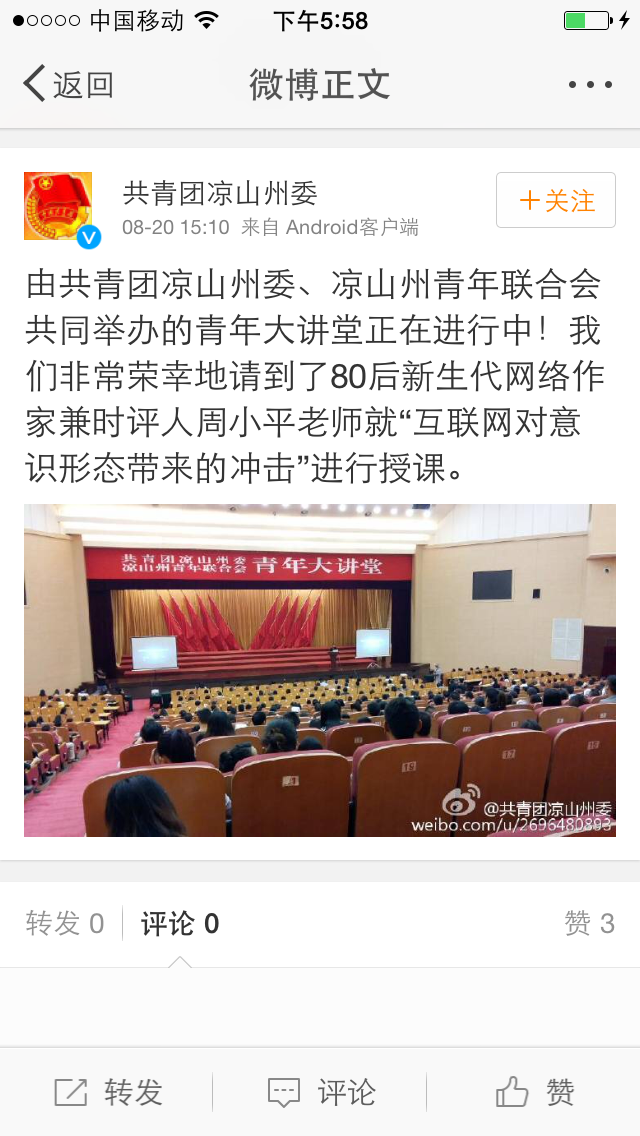 中国移动 下午5:58
返回 微博正文
共青团凉山州委
+关注
08-20 15:10 来自 Android客户端
由共青团凉山州委、凉山州青年联合会
共同举办的青年大讲堂正在进行中！我
们非常荣幸地请到了80后新生代网络作
家兼时评人周小平老师就“互联网对意
识形态带来的冲击”进行授课。
共青团凉山州委
凉山州青年联合会 青年大讲堂
16
17
18
@共青团凉山州委
weibo.com/u/2696480893
转发 0 评论 0 赞 3
转发 评论 赞